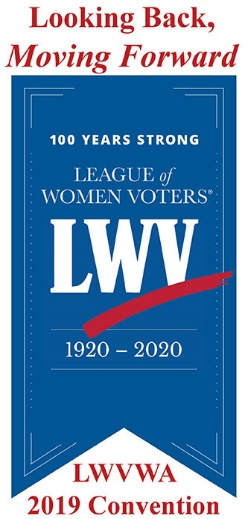 Looking Back,
Moving Forward
100 YEARS STRONG
LEAGUE of
WOMEN VOTERS®
LWV
1920 – 2020
LWVWA
2019 Convention